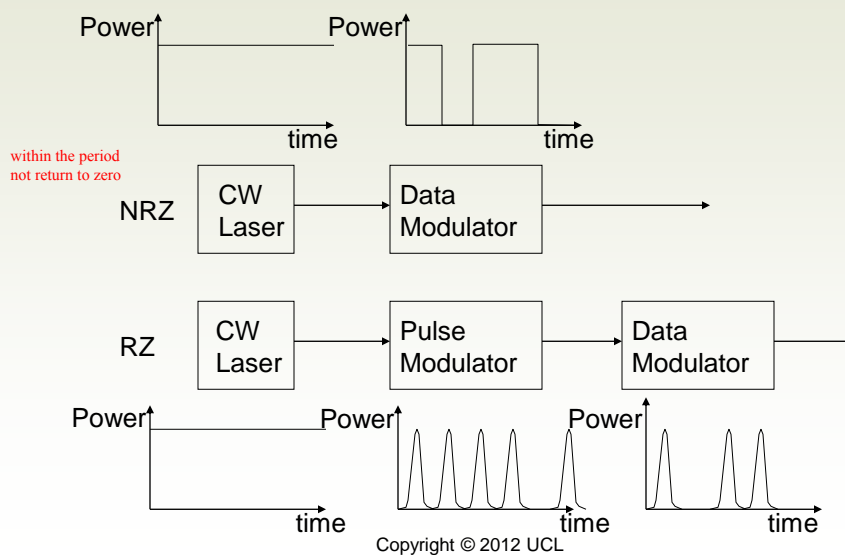 Power
Power
time
time
within the period
not return to zero
NRZ
CW
Laser
Data
Modulator
RZ
CW
Laser
Pulse
Modulator
Data
Modulator
Power
Power
Power
time
time
time
Copyright © 2012 UCL